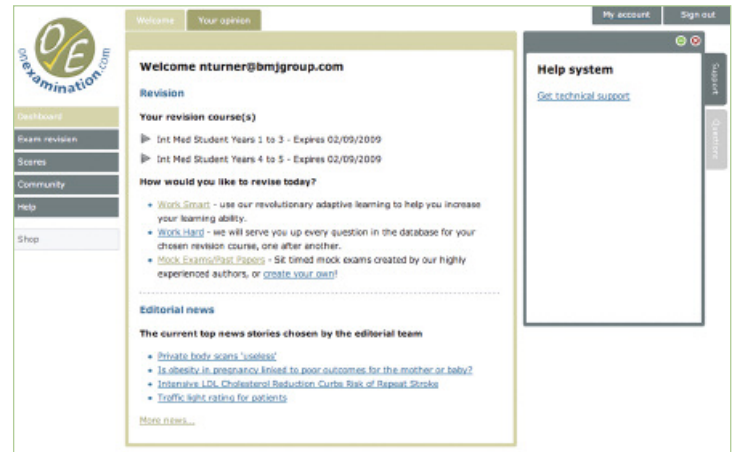 Welcome
Your opinion
My account
Sign out
OE
onexamination.com
Dashboard
Exam revision
Scores
Community
Help
Shop
Welcome nturner@bmjgroup.com
Revision
Your revision course(s)
Int Med Student Years 1 to 3 - Expires 02/09/2009
Int Med Student Years 4 to 5 - Expires 02/09/2009
How would you like to revise today?
• Work Smart - use our revolutionary adaptive learning to help you increase
your learning ability.
• Work Hard - we will serve you up every question in the database for your
chosen revision course, one after another.
• Mock Exams/Past Papers - Sit timed mock exams created by our highly
experienced authors, or create your own!
Editorial news
The current top news stories chosen by the editorial team
• Private body scans 'useless'
• Is obesity in pregnancy linked to poor outcomes for the mother or baby?
• Intensive LDL Cholesterol Reduction Curbs Risk of Repeat Stroke
• Traffic light rating for patients
More news...
Help system
Get technical support
Support
Questions